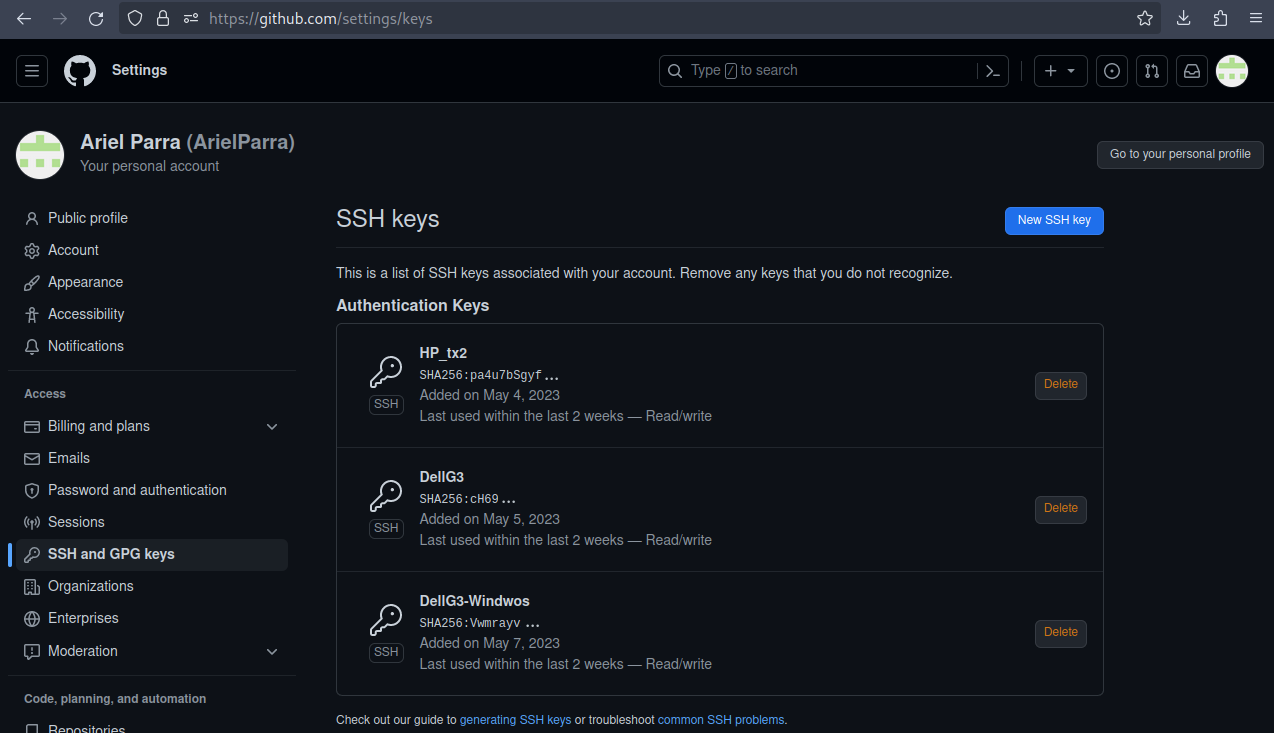 https://github.com/settings/keys
Settings
Type / to search
Ariel Parra (ArielParra)
Your personal account
Go to your personal profile
Public profile
Account
Appearance
Accessibility
Notifications
Access
Billing and plans
Emails
Password and authentication
Sessions
SSH and GPG keys
Organizations
Enterprises
Moderation
Code, planning, and automation
Repositories
SSH keys
New SSH key
This is a list of SSH keys associated with your account. Remove any keys that you do not recognize.
Authentication Keys
HP_tx2
SHA256:pa4u7bSgyf...
Added on May 4, 2023
Last used within the last 2 weeks — Read/write
SSH
Delete
DellG3
SHA256:cH69...
Added on May 5, 2023
Last used within the last 2 weeks — Read/write
SSH
Delete
DellG3-Windwos
SHA256:Vwmrayv ...
Added on May 7, 2023
Last used within the last 2 weeks — Read/write
SSH
Delete
Check out our guide to generating SSH keys or troubleshoot common SSH problems.